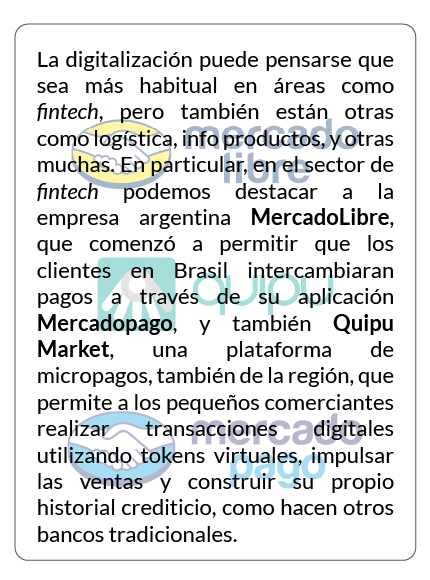 La digitalización puede pensarse que
sea más habitual en áreas como
fintech, pero también están otras
como logística, info productos, y otras
muchas. En particular, en el sector de
fintech podemos destacar a la
empresa argentina MercadoLibre,
que comenzó a permitir que los
clientes en Brasil intercambiaran
pagos a través de su aplicación
Mercadopago, y también Quipu
Market, una plataforma de
micropagos, también de la región, que
permite a los pequeños comerciantes
realizar transacciones digitales
utilizando tokens virtuales, impulsar
las ventas y construir su propio
historial crediticio, como hacen otros
bancos tradicionales.
mercado
libre
quipu
mercado
pago